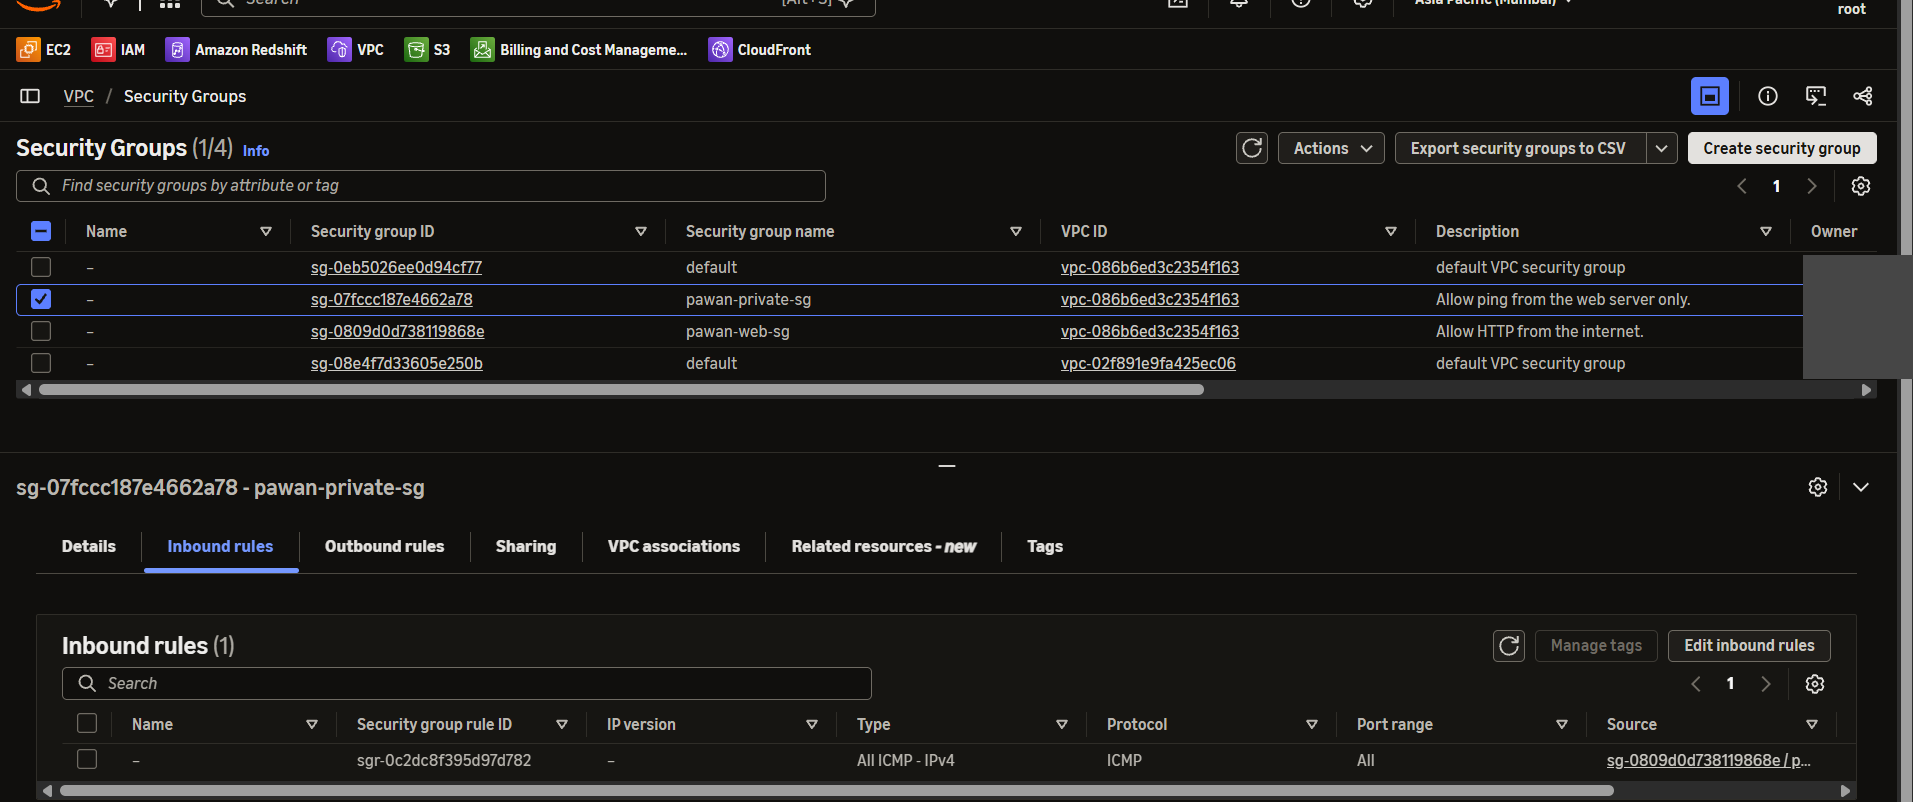 Search [Alt+S] Asia Pacific (Mumbai)
root
EC2 IAM Amazon Redshift VPC S3 Billing and Cost Manageme... CloudFront
VPC / Security Groups
Security Groups (1/4) Info Actions Export security groups to CSV Create security group
Find security groups by attribute or tag 1
Name Security group ID Security group name VPC ID Description Owner
– sg-0eb5026ee0d94cf77 default vpc-086b6ed3c2354f163 default VPC security group
– sg-07fccc187e4662a78 pawan-private-sg vpc-086b6ed3c2354f163 Allow ping from the web server only.
– sg-0809d0d738119868e pawan-web-sg vpc-086b6ed3c2354f163 Allow HTTP from the internet.
– sg-08e4f7d33605e250b default vpc-02f891e9fa425ec06 default VPC security group
sg-07fccc187e4662a78 - pawan-private-sg
Details Inbound rules Outbound rules Sharing VPC associations Related resources - new Tags
Inbound rules (1) Manage tags Edit inbound rules
Search 1
Name Security group rule ID IP version Type Protocol Port range Source
– sgr-0c2dc8f395d97d782 – All ICMP - IPv4 ICMP All sg-0809d0d738119868e / p...